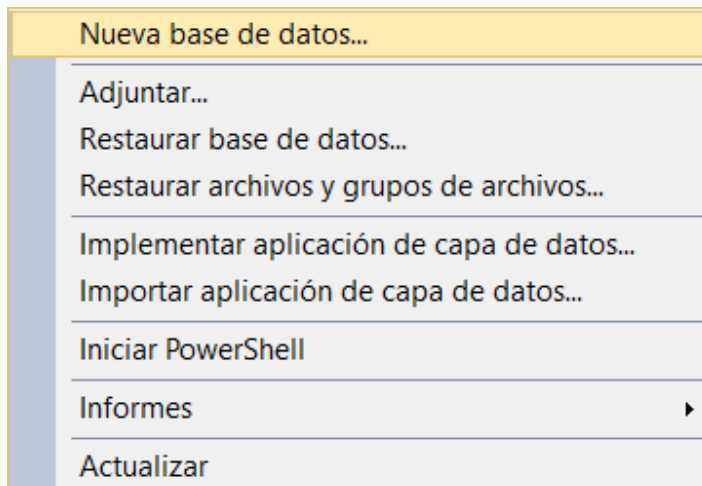 Nueva base de datos...
Adjuntar...
Restaurar base de datos...
Restaurar archivos y grupos de archivos...
Implementar aplicación de capa de datos...
Importar aplicación de capa de datos...
Iniciar PowerShell
Informes
Actualizar